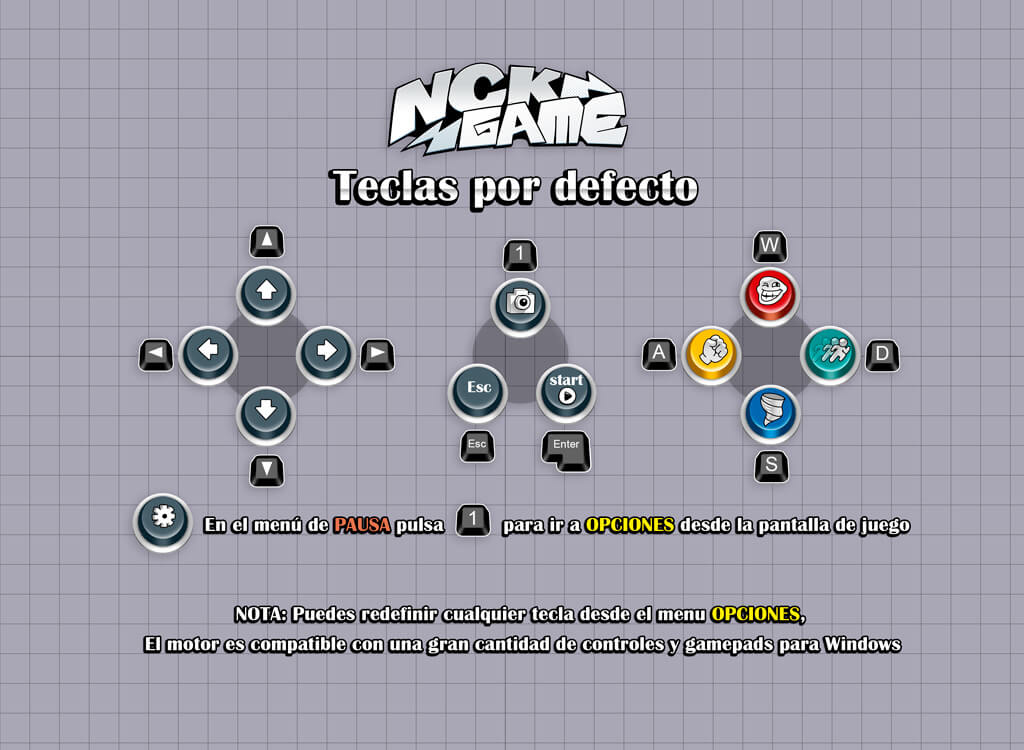 NCKN
GAME
Teclas por defecto
1
W
A
D
Esc
start
Esc
Enter
S
En el menú de PAUSA pulsa 1 para ir a OPCIONES desde la pantalla de juego
NOTA: Puedes redefinir cualquier tecla desde el menu OPCIONES,
El motor es compatible con una gran cantidad de controles y gamepads para Windows